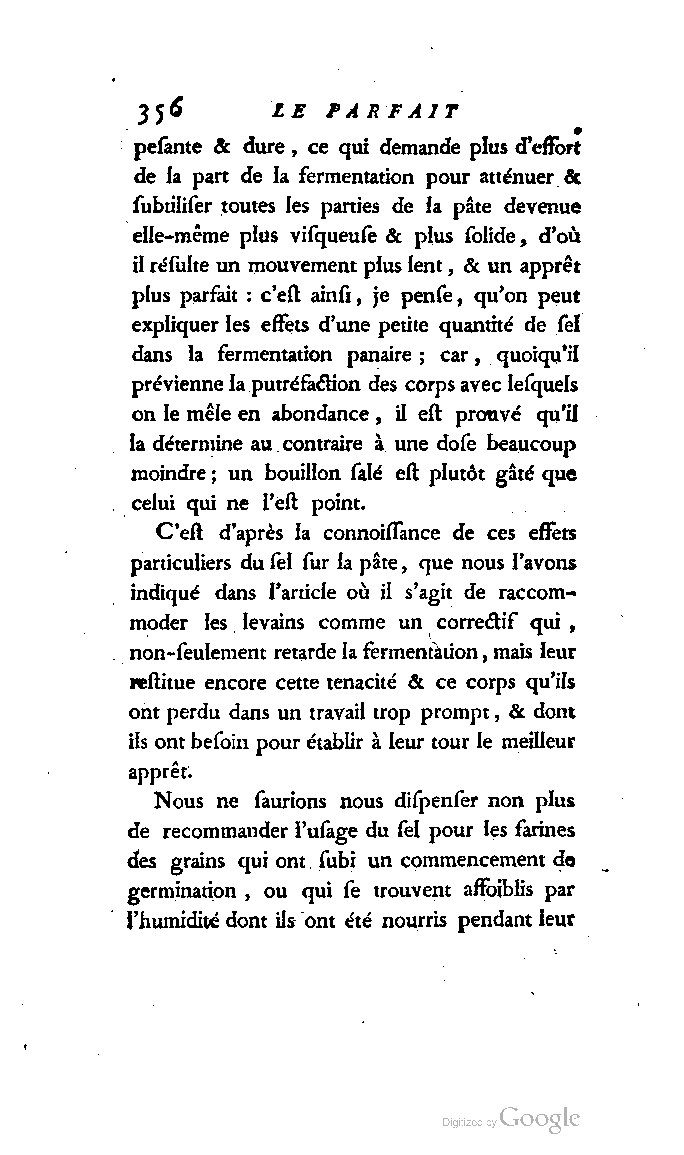 356 LE PARFAIT
peſante & dure, ce qui demande plus d'effort
de la part de la fermentation pour atténuer &
ſubtiliſer toutes les parties de la pâte devenue
elle-même plus viſqueuſe & plus ſolide, d'où
il réſulte un mouvement plus lent, & un apprêt
plus parfait : c'eſt ainſi, je penſe, qu'on peut
expliquer les effets d'une petite quantité de ſel
dans la fermentation panaire ; car, quoiqu'il
prévienne la putréfaction des corps avec leſquels
on le mêle en abondance, il eſt prouvé qu'il
la détermine au contraire à une doſe beaucoup
moindre ; un bouillon ſalé eſt plutôt gâté que
celui qui ne l'eſt point.
C'eſt d'après la connoiſſance de ces effets
particuliers du ſel ſur la pâte, que nous l'avons
indiqué dans l'article où il s'agit de raccom-
moder les levains comme un correctif qui,
non-ſeulement retarde la fermentation, mais leur
reſtitue encore cette tenacité & ce corps qu'ils
ont perdu dans un travail trop prompt, & dont
ils ont beſoin pour établir à leur tour le meilleur
apprêt.
Nous ne ſaurions nous diſpenſer non plus
de recommander l'uſage du ſel pour les farines
des grains qui ont ſubi un commencement de
germination, ou qui ſe trouvent affoiblis par
l'humidité dont ils ont été nourris pendant leur
Digitized by Google